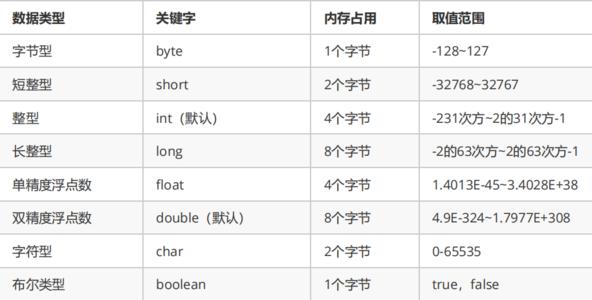 数据类型 关键字 内存占用 取值范围
字节型 byte 1个字节 -128~127
短整型 short 2个字节 -32768~32767
整型 int（默认） 4个字节 -231次方~2的31次方-1
长整型 long 8个字节 -2的63次方~2的63次方-1
单精度浮点数 float 4个字节 1.4013E-45~3.4028E+38
双精度浮点数 double（默认） 8个字节 4.9E-324~1.7977E+308
字符型 char 2个字节 0-65535
布尔类型 boolean 1个字节 true，false